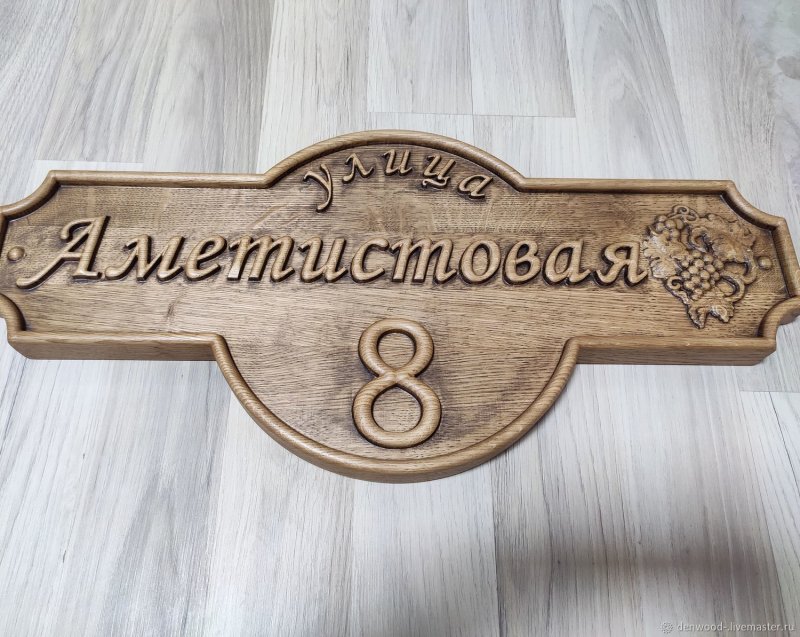 улица
Аметистовая
8
denwood-.livemaster.ru